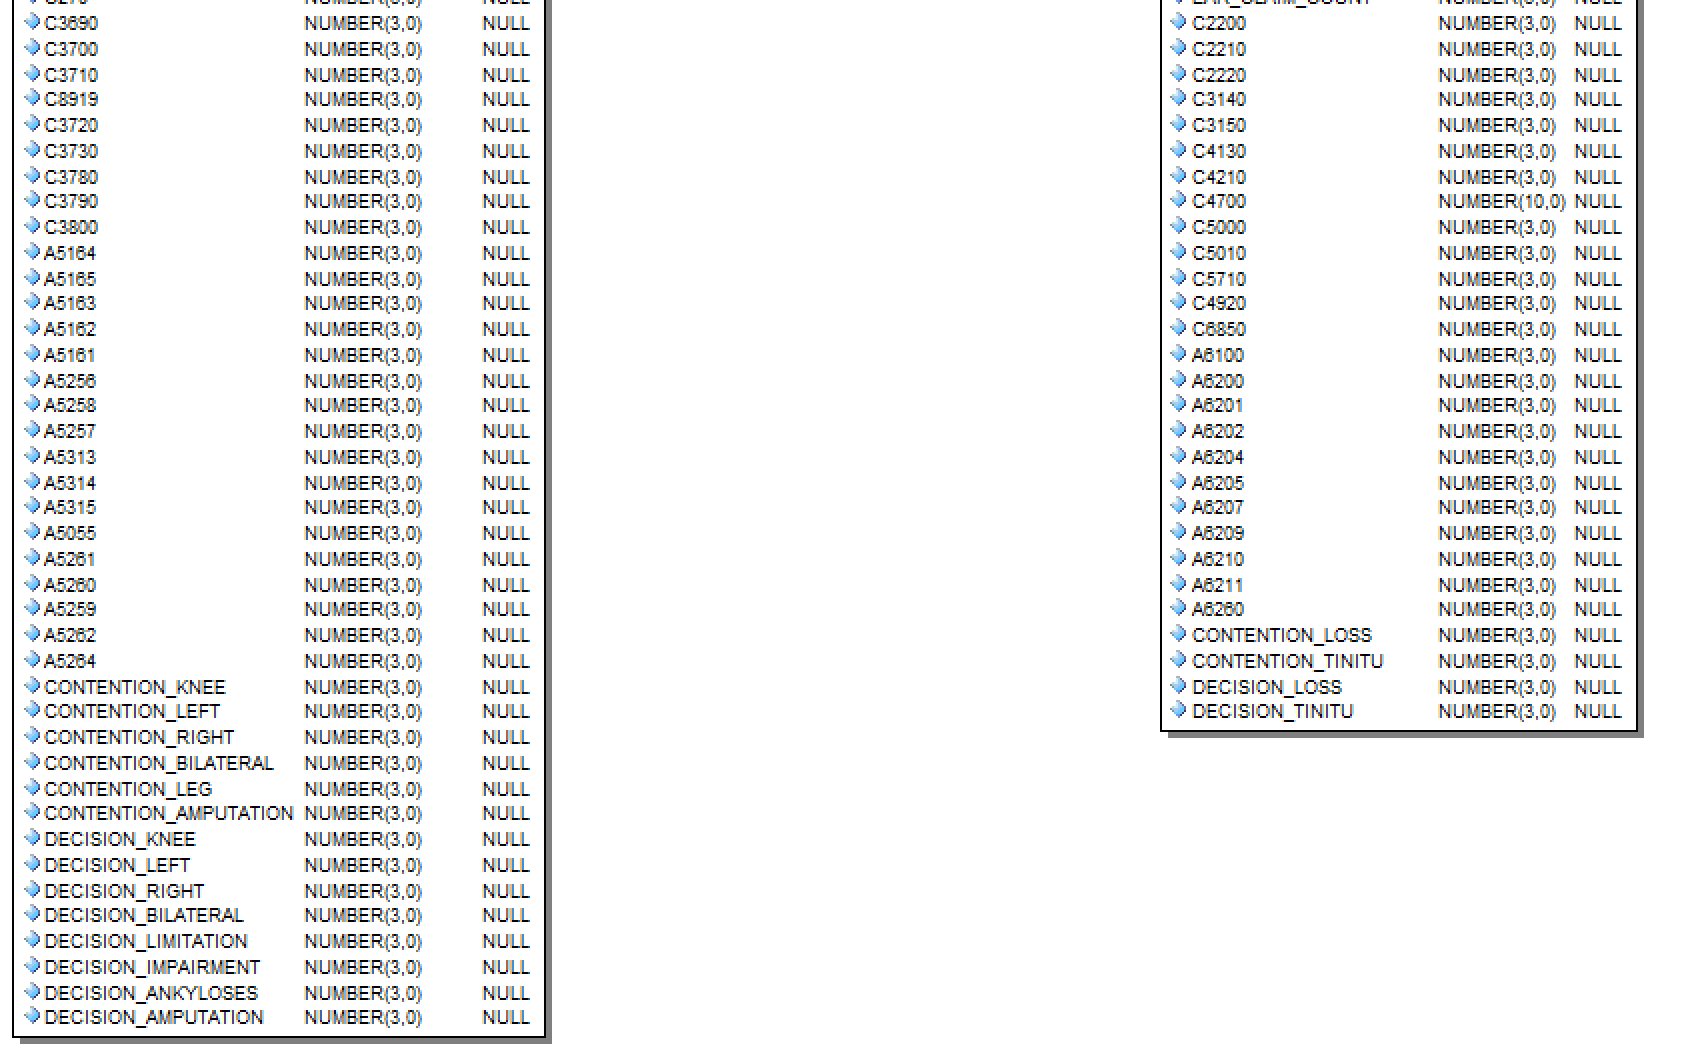 C3690 NUMBER(3,0) NULL
C3700 NUMBER(3,0) NULL
C3710 NUMBER(3,0) NULL
C8919 NUMBER(3,0) NULL
C3720 NUMBER(3,0) NULL
C3730 NUMBER(3,0) NULL
C3780 NUMBER(3,0) NULL
C3790 NUMBER(3,0) NULL
C3800 NUMBER(3,0) NULL
A5164 NUMBER(3,0) NULL
A5165 NUMBER(3,0) NULL
A5163 NUMBER(3,0) NULL
A5162 NUMBER(3,0) NULL
A5161 NUMBER(3,0) NULL
A5256 NUMBER(3,0) NULL
A5258 NUMBER(3,0) NULL
A5257 NUMBER(3,0) NULL
A5313 NUMBER(3,0) NULL
A5314 NUMBER(3,0) NULL
A5315 NUMBER(3,0) NULL
A5055 NUMBER(3,0) NULL
A5261 NUMBER(3,0) NULL
A5260 NUMBER(3,0) NULL
A5259 NUMBER(3,0) NULL
A5262 NUMBER(3,0) NULL
A5264 NUMBER(3,0) NULL
CONTENTION_KNEE NUMBER(3,0) NULL
CONTENTION_LEFT NUMBER(3,0) NULL
CONTENTION_RIGHT NUMBER(3,0) NULL
CONTENTION_BILATERAL NUMBER(3,0) NULL
CONTENTION_LEG NUMBER(3,0) NULL
CONTENTION_AMPUTATION NUMBER(3,0) NULL
DECISION_KNEE NUMBER(3,0) NULL
DECISION_LEFT NUMBER(3,0) NULL
DECISION_RIGHT NUMBER(3,0) NULL
DECISION_BILATERAL NUMBER(3,0) NULL
DECISION_LIMITATION NUMBER(3,0) NULL
DECISION_IMPAIRMENT NUMBER(3,0) NULL
DECISION_ANKYLOSES NUMBER(3,0) NULL
DECISION_AMPUTATION NUMBER(3,0) NULL
C2200 NUMBER(3,0) NULL
C2210 NUMBER(3,0) NULL
C2220 NUMBER(3,0) NULL
C3140 NUMBER(3,0) NULL
C3150 NUMBER(3,0) NULL
C4130 NUMBER(3,0) NULL
C4210 NUMBER(3,0) NULL
C4700 NUMBER(10,0) NULL
C5000 NUMBER(3,0) NULL
C5010 NUMBER(3,0) NULL
C5710 NUMBER(3,0) NULL
C4920 NUMBER(3,0) NULL
C6850 NUMBER(3,0) NULL
A6100 NUMBER(3,0) NULL
A6200 NUMBER(3,0) NULL
A6201 NUMBER(3,0) NULL
A6202 NUMBER(3,0) NULL
A6204 NUMBER(3,0) NULL
A6205 NUMBER(3,0) NULL
A6207 NUMBER(3,0) NULL
A6209 NUMBER(3,0) NULL
A6210 NUMBER(3,0) NULL
A6211 NUMBER(3,0) NULL
A6260 NUMBER(3,0) NULL
CONTENTION_LOSS NUMBER(3,0) NULL
CONTENTION_TINITU NUMBER(3,0) NULL
DECISION_LOSS NUMBER(3,0) NULL
DECISION_TINITU NUMBER(3,0) NULL